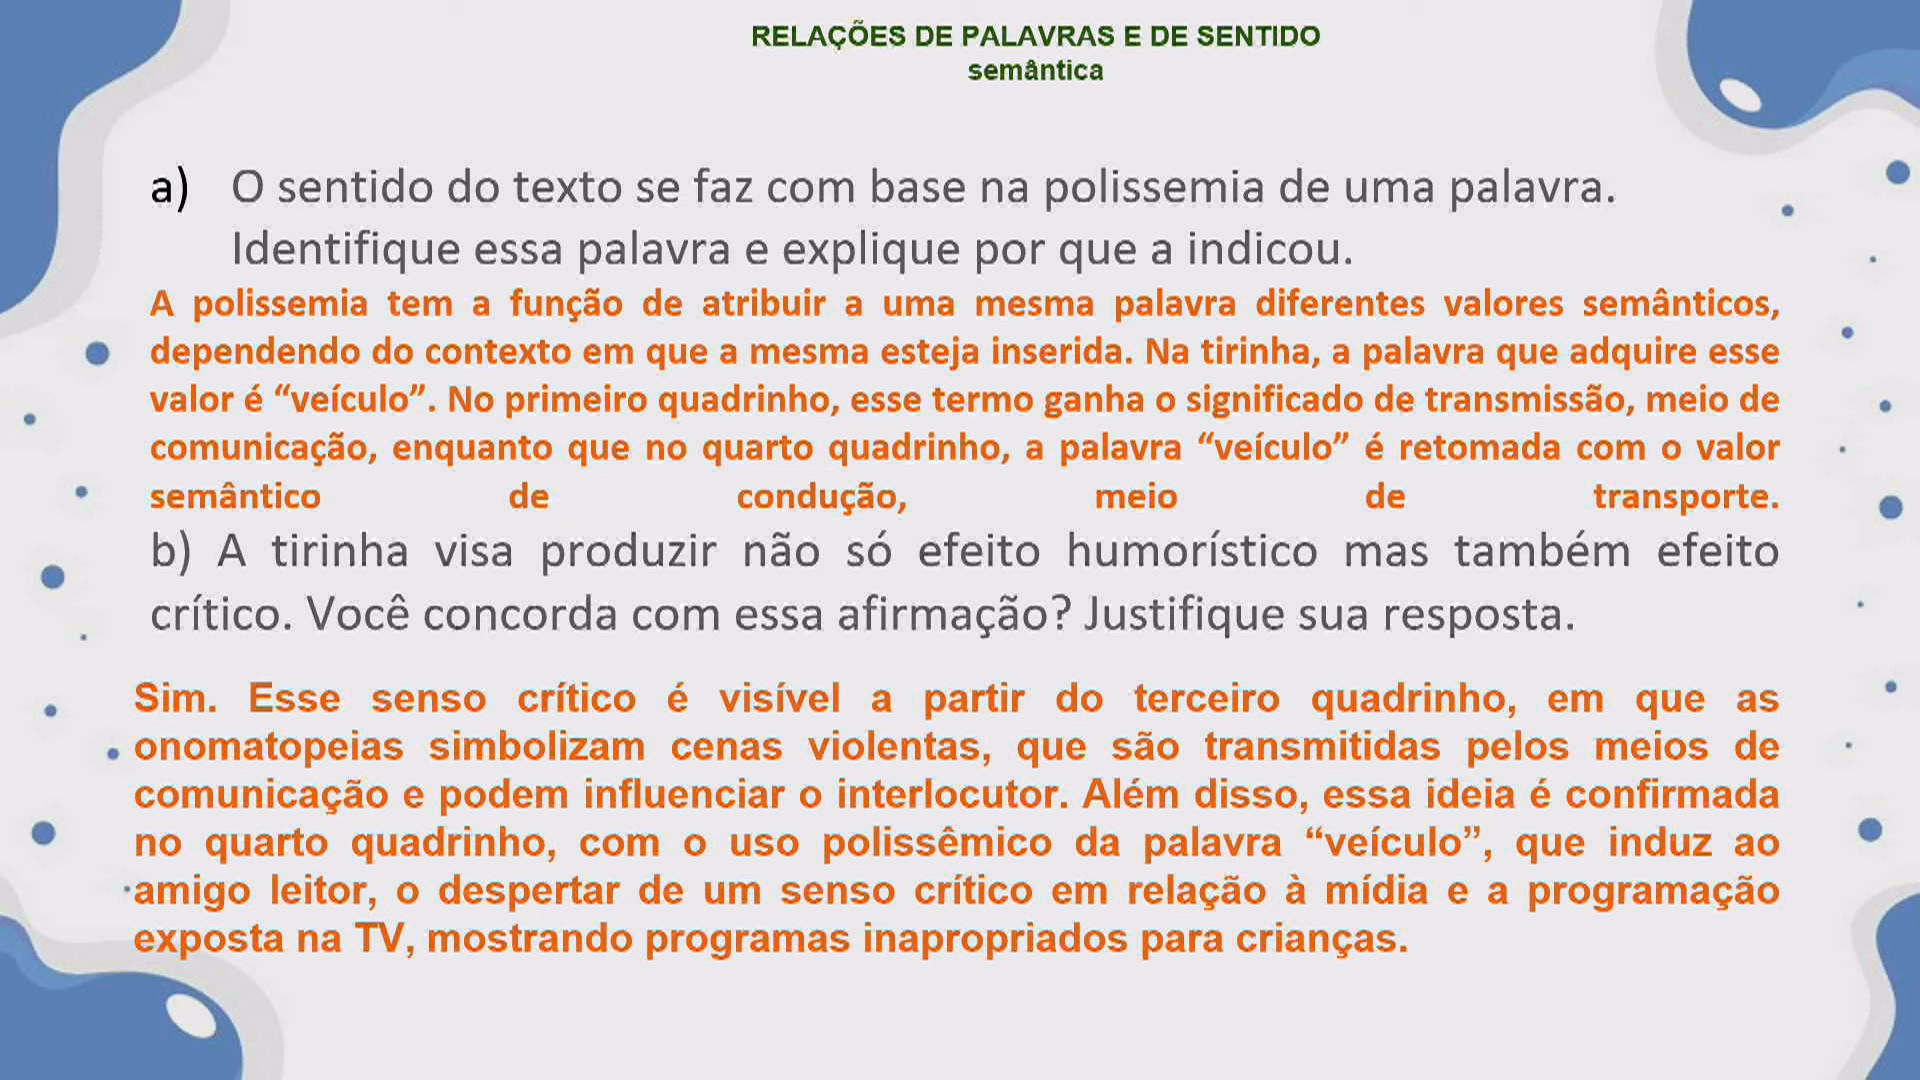 RELAÇÕES DE PALAVRAS E DE SENTIDO
semântica
a) O sentido do texto se faz com base na polissemia de uma palavra.
Identifique essa palavra e explique por que a indicou.
A polissemia tem a função de atribuir a uma mesma palavra diferentes valores semânticos,
dependendo do contexto em que a mesma esteja inserida. Na tirinha, a palavra que adquire esse
valor é “veículo”. No primeiro quadrinho, esse termo ganha o significado de transmissão, meio de
comunicação, enquanto que no quarto quadrinho, a palavra “veículo” é retomada com o valor
semântico de condução, meio de transporte.
b) A tirinha visa produzir não só efeito humorístico mas também efeito
crítico. Você concorda com essa afirmação? Justifique sua resposta.
Sim. Esse senso crítico é visível a partir do terceiro quadrinho, em que as
onomatopeias simbolizam cenas violentas, que são transmitidas pelos meios de
comunicação e podem influenciar o interlocutor. Além disso, essa ideia é confirmada
no quarto quadrinho, com o uso polissêmico da palavra “veículo”, que induz ao
amigo leitor, o despertar de um senso crítico em relação à mídia e a programação
exposta na TV, mostrando programas inapropriados para crianças.